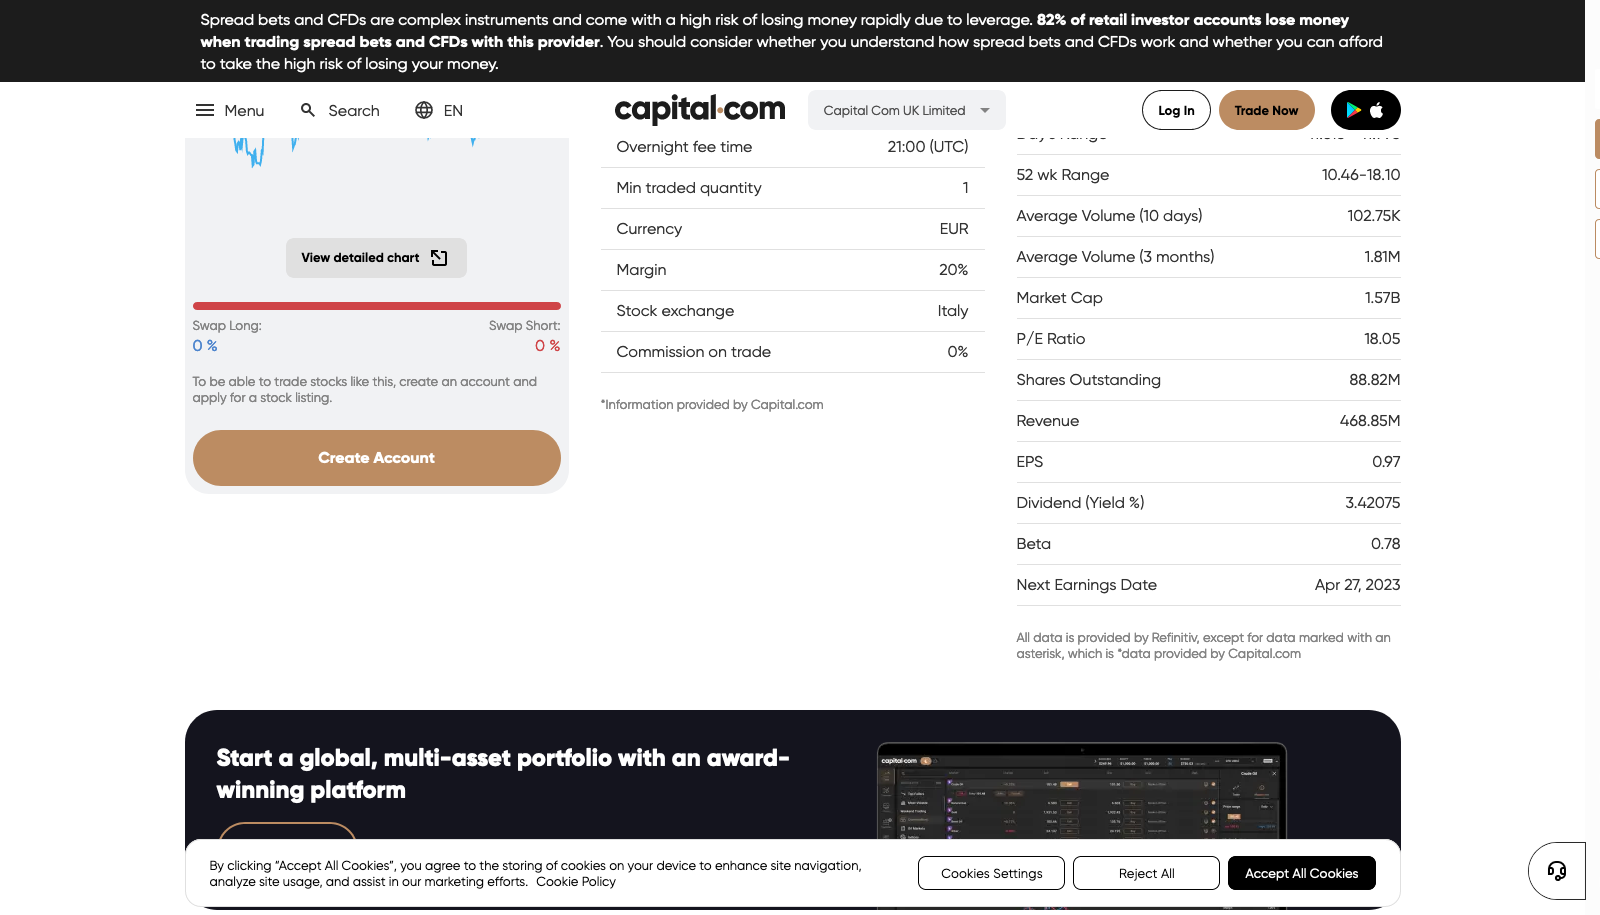 Spread bets and CFDs are complex instruments and come with a high risk of losing money rapidly due to leverage. 82% of retail investor accounts lose money
when trading spread bets and CFDs with this provider. You should consider whether you understand how spread bets and CFDs work and whether you can afford
to take the high risk of losing your money.
Menu
Search
EN
capital.com
Capital Com UK Limited
Log In
Trade Now
View detailed chart
Swap Long:
Swap Short:
0 %
0 %
To be able to trade stocks like this, create an account and
apply for a stock listing.
Create Account
Overnight fee time 21:00 (UTC)
Min traded quantity 1
Currency EUR
Margin 20%
Stock exchange Italy
Commission on trade 0%
*Information provided by Capital.com
52 wk Range 10.46-18.10
Average Volume (10 days) 102.75K
Average Volume (3 months) 1.81M
Market Cap 1.57B
P/E Ratio 18.05
Shares Outstanding 88.82M
Revenue 468.85M
EPS 0.97
Dividend (Yield %) 3.42075
Beta 0.78
Next Earnings Date Apr 27, 2023
All data is provided by Refinitiv, except for data marked with an
asterisk, which is *data provided by Capital.com
Start a global, multi-asset portfolio with an award-
winning platform
capital.com
By clicking “Accept All Cookies”, you agree to the storing of cookies on your device to enhance site navigation,
analyze site usage, and assist in our marketing efforts. Cookie Policy
Cookies Settings
Reject All
Accept All Cookies